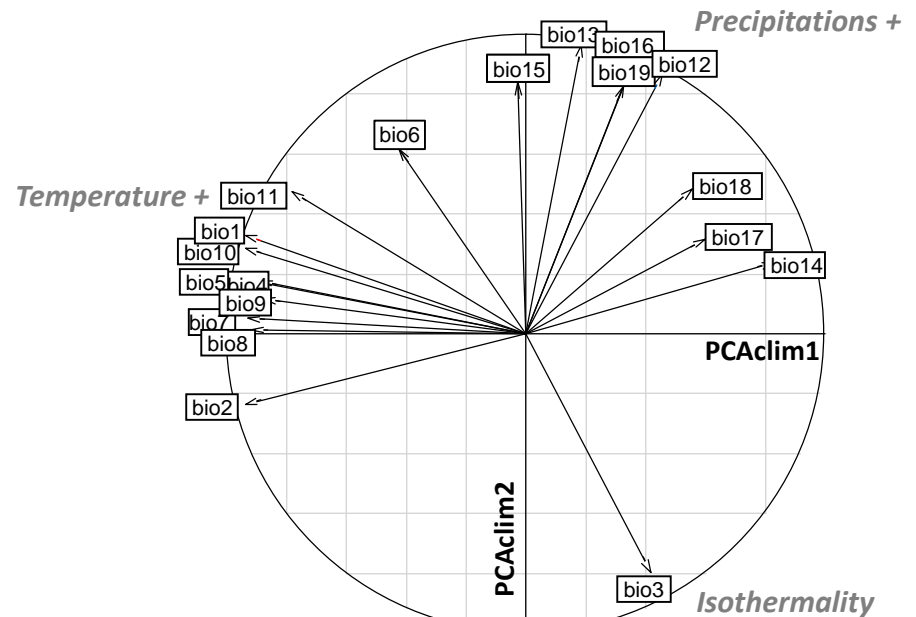 Precipitations +
bio13
bio16
bio15
bio19
bio12
bio6
Temperature +
bio11
bio18
bio1
bio10
bio17
bio14
bio5
bio4
bio9
bio7
bio8
PCAclim1
bio2
PCAclim2
bio3
Isothermality